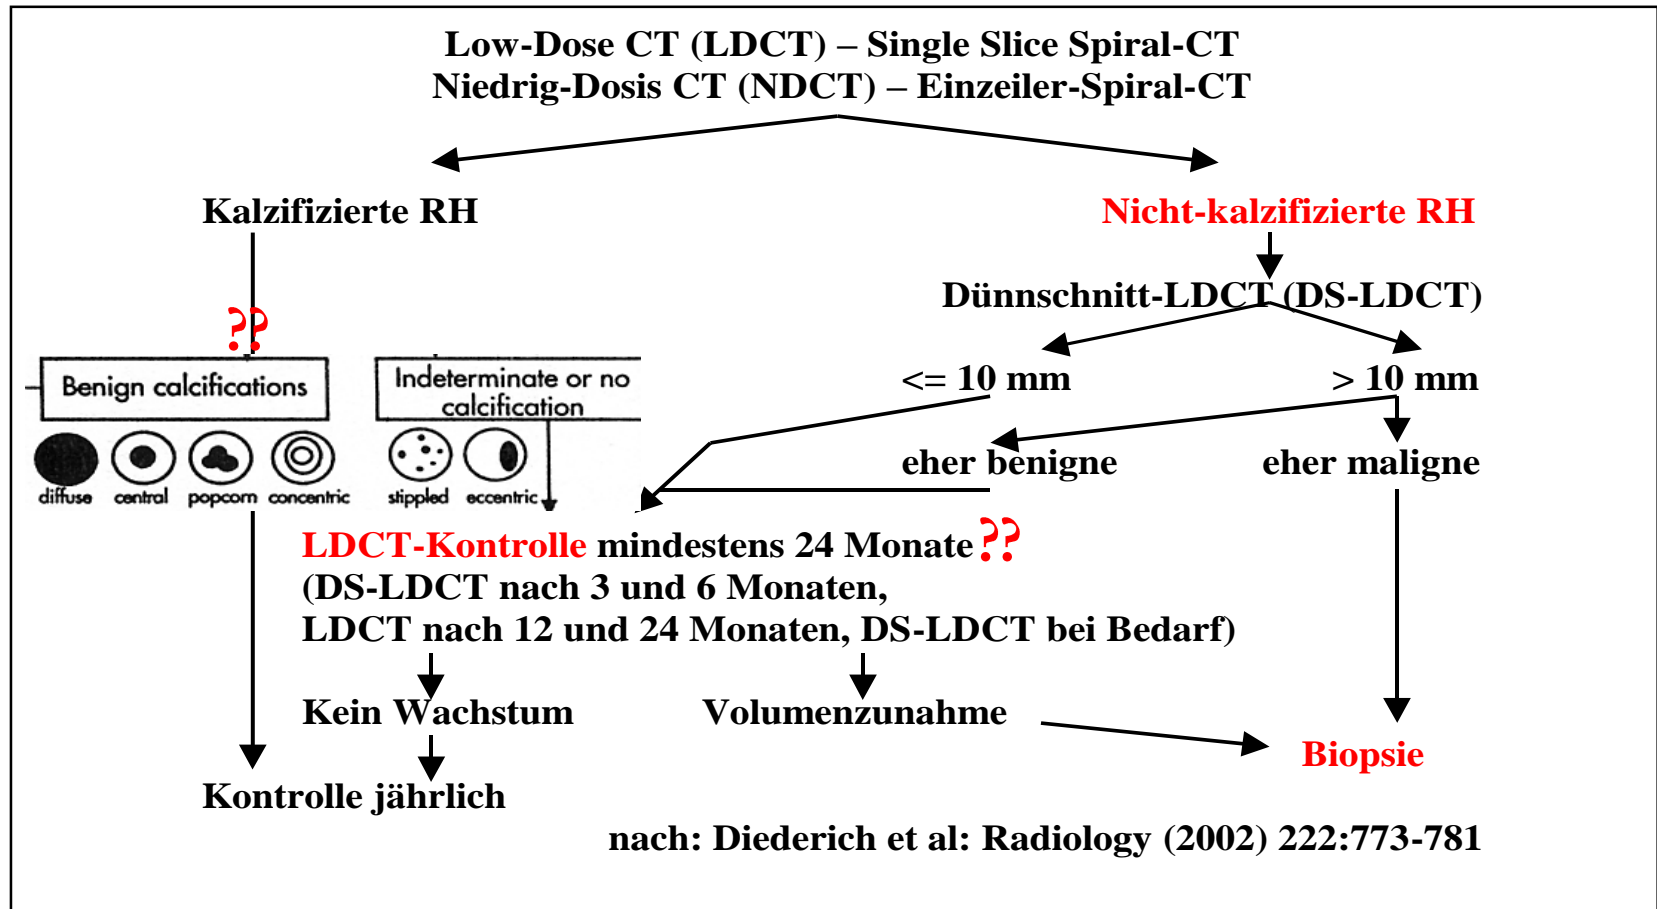 Low-Dose CT (LDCT) – Single Slice Spiral-CT
Niedrig-Dosis CT (NDCT) – Einzeiler-Spiral-CT
Kalzifizierte RH
Nicht-kalzifizierte RH
Dünnschnitt-LDCT (DS-LDCT)
??
Benign calcifications
Indeterminate or no
calcification
<= 10 mm
> 10 mm
diffuse central popcorn concentric
stippled eccentric
eher benigne
eher maligne
LDCT-Kontrolle mindestens 24 Monate??
(DS-LDCT nach 3 und 6 Monaten,
LDCT nach 12 und 24 Monaten, DS-LDCT bei Bedarf)
Kein Wachstum
Volumenzunahme
Biopsie
Kontrolle jährlich
nach: Diederich et al: Radiology (2002) 222:773-781